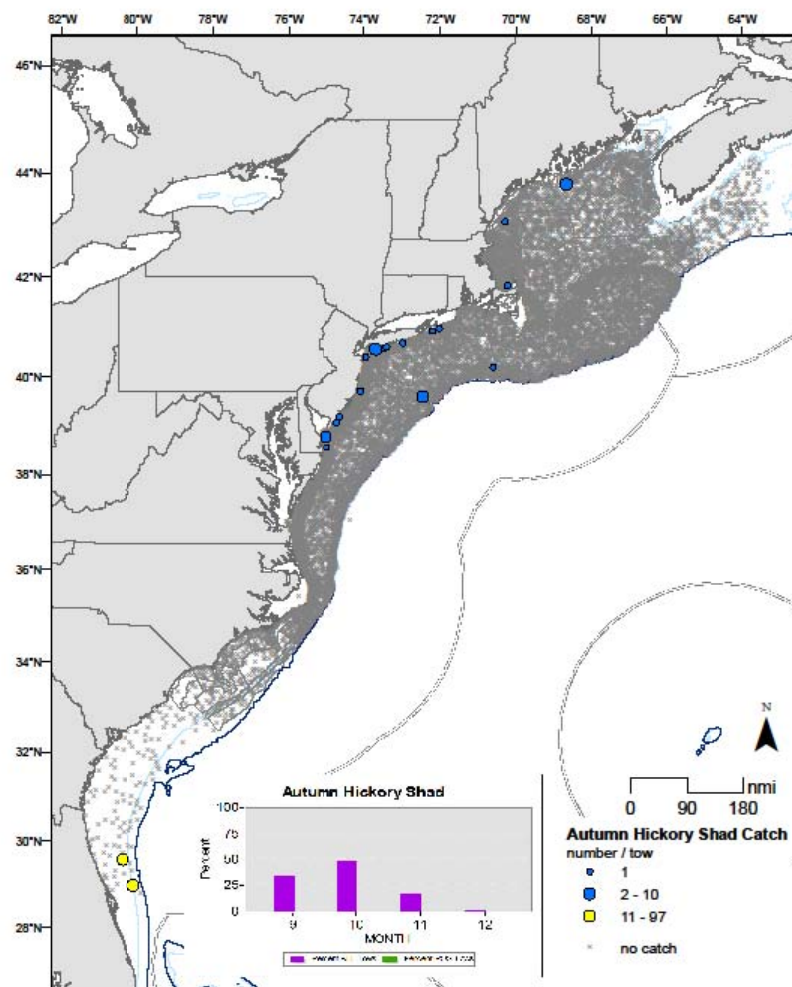 82°W 80°W 78°W 76°W 74°W 72°W 70°W 68°W 66°W 64°W
46°N
44°N
42°N
40°N
38°N
36°N
34°N
32°N
30°N
28°N
N
0 90 180 nmi
Autumn Hickory Shad
Percent
100
75
50
25
0
9 10 11 12
MONTH
Percent
Percent
Autumn Hickory Shad Catch
number / tow
1
2 - 10
11 - 97
no catch